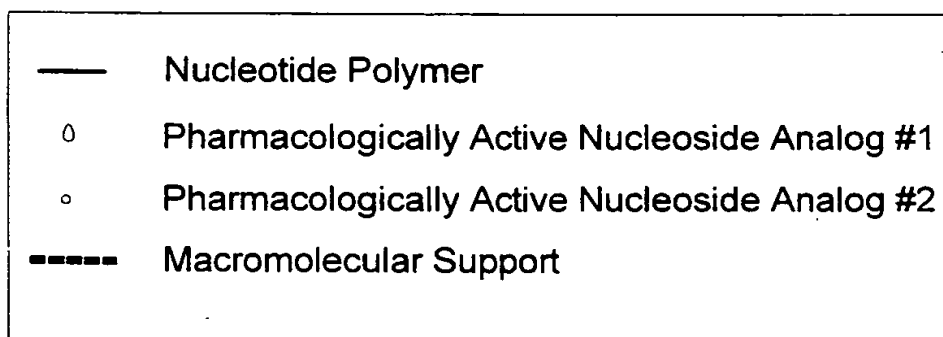 Nucleotide Polymer
Pharmacologically Active Nucleoside Analog #1
Pharmacologically Active Nucleoside Analog #2
Macromolecular Support